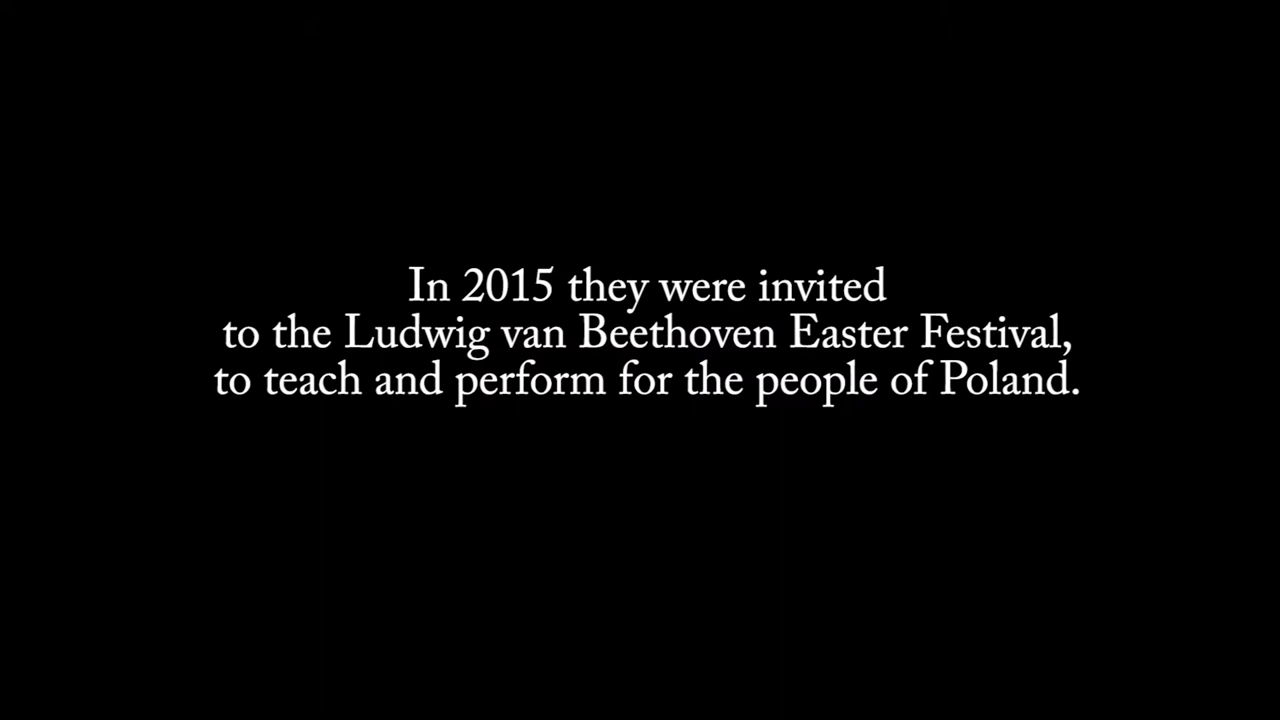 In 2015 they were invited
to the Ludwig van Beethoven Easter Festival,
to teach and perform for the people of Poland.